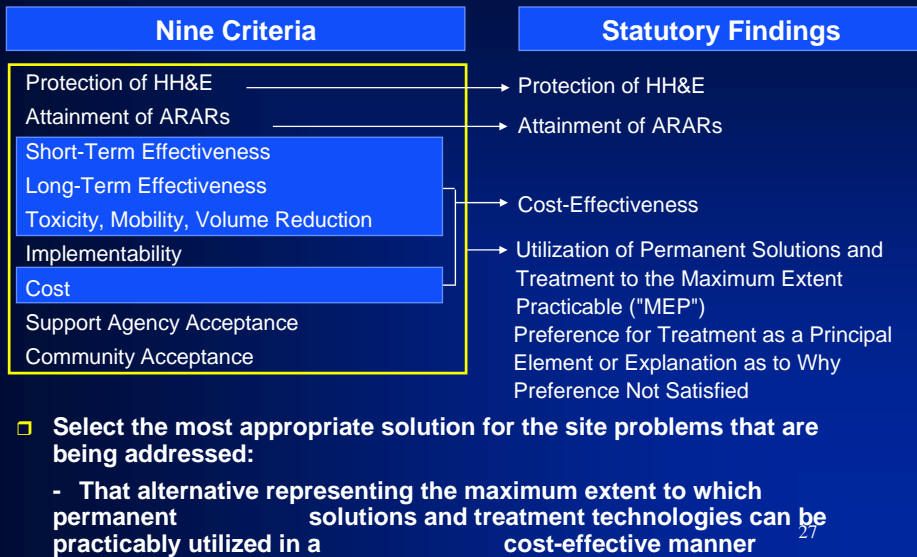 Nine Criteria
Protection of HH&E
Attainment of ARARs
Short-Term Effectiveness
Long-Term Effectiveness
Toxicity, Mobility, Volume Reduction
Implementability
Cost
Support Agency Acceptance
Community Acceptance
Statutory Findings
Protection of HH&E
Attainment of ARARs
Cost-Effectiveness
Utilization of Permanent Solutions and
Treatment to the Maximum Extent
Practicable ("MEP")
Preference for Treatment as a Principal
Element or Explanation as to Why
Preference Not Satisfied
Select the most appropriate solution for the site problems that are
being addressed:
- That alternative representing the maximum extent to which
permanent solutions and treatment technologies can be
practicably utilized in a cost-effective manner
27